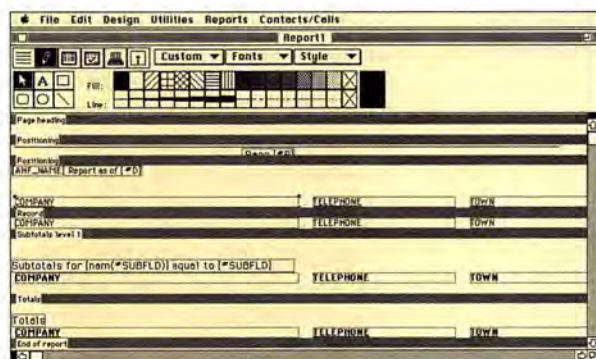 File Edit Design Utilities Reports Contacts/Cells
Report1
Custom Fonts Style
A
Fill:
Line:
Page heading
Positioning
Positioning
AHF_NAME] Report as of [#D]
COMPANY TELEPHONE TOWN
Record
COMPANY TELEPHONE TOWN
Subtotals level 1
Subtotals for [nam(#SUBFLD)] equal to [#SUBFLD]
COMPANY TELEPHONE TOWN
Totals
Totals
COMPANY TELEPHONE TOWN
End of report